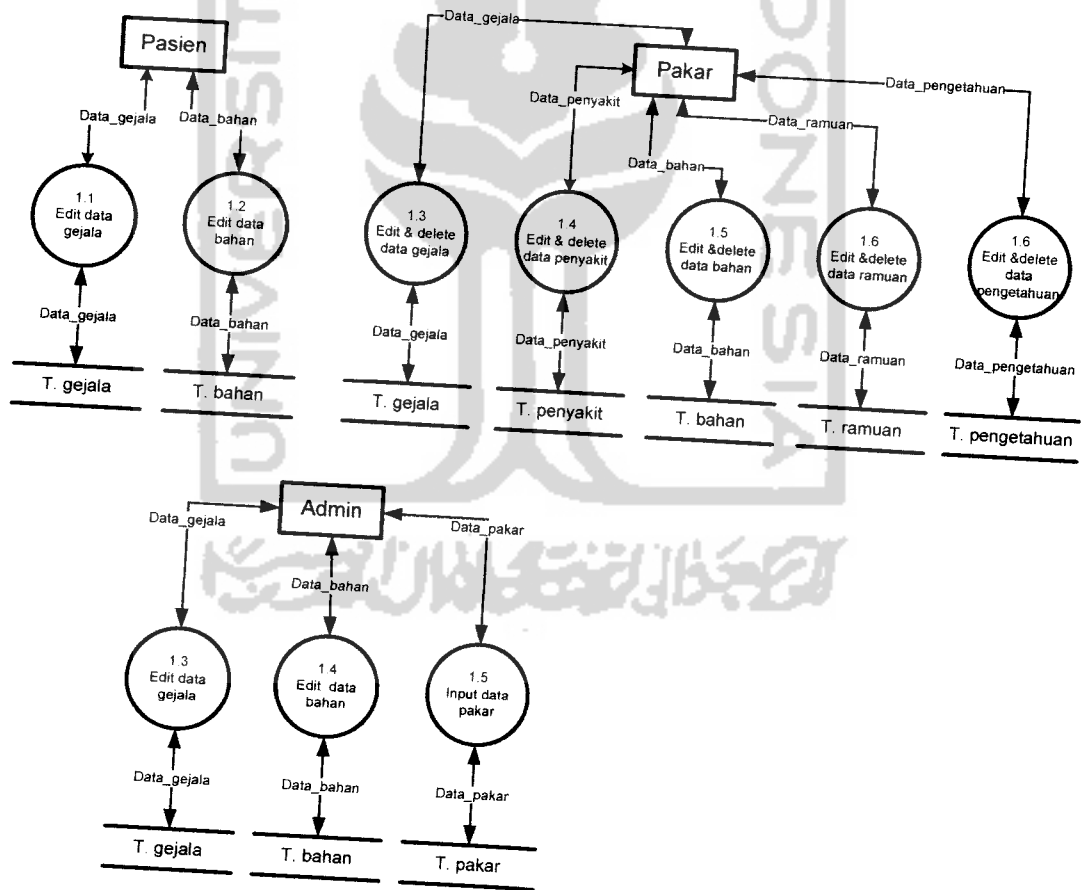 Data_gejala
Pasien
Pakar
Data_pengetahuan
Data_penyakit
Data_gejala
Data_bahan
Data_ramuan
Data_bahan
1.1
Edit data
gejala
1.2
Edit data
bahan
1.3
Edit & delete
data gejala
1.4
Edit & delete
data penyakit
1.5
Edit &delete
data bahan
1.6
Edit &delete
data ramuan
1.6
Edit &delete
data
pengetahuan
Data_gejala
Data_bahan
Data_gejala
Data_penyakit
Data_bahan
Data_ramuan
Data_pengetahuan
T. gejala
T. bahan
T. gejala
T. penyakit
T. bahan
T. ramuan
T. pengetahuan
UNIVERSIT
DONESIA
Admin
Data_gejala
Data_pakar
Data_bahan
1.3
Edit data
gejala
1.4
Edit data
bahan
1.5
Input data
pakar
Data_gejala
Data_bahan
Data_pakar
T. gejala
T. bahan
T. pakar